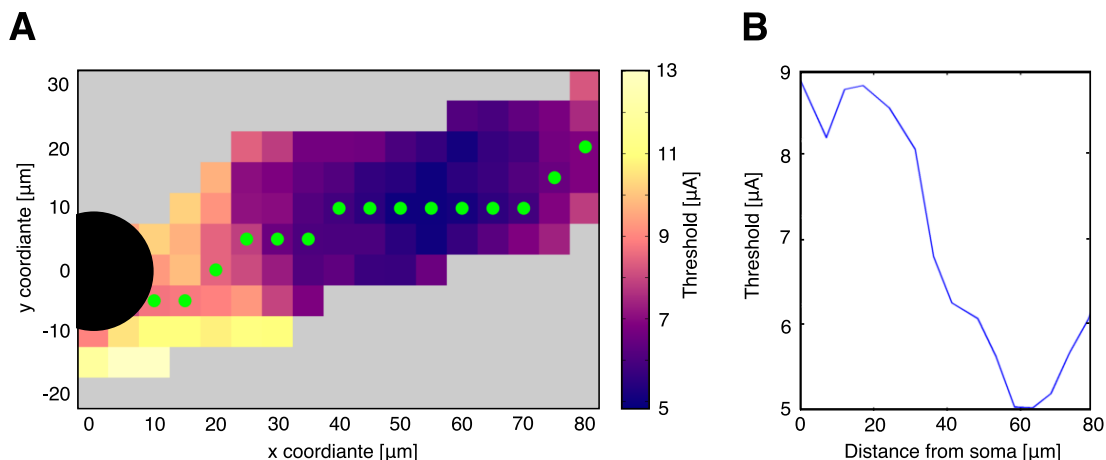 A
30
20
10
0
-10
-20
y coordiante [µm]
0 10 20 30 40 50 60 70 80
x coordiante [µm]
13
11
9
7
5
Threshold [µA]
B
9
8
7
6
5
Threshold [µA]
0 20 40 60 80
Distance from soma [µm]